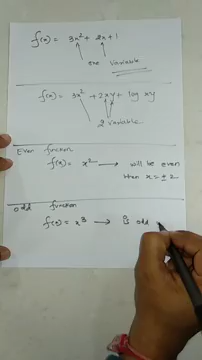 f(x) = 3x² + 2x + 1
one variable
f(x) = 3x² + 2xy + log xy
2 variable
Even function
f(x) = x² → will be even
then x = ± 2
odd function
f(x) = x³ → is odd